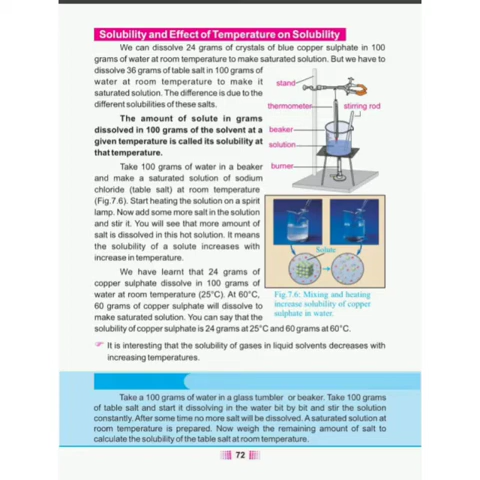 Solubility and Effect of Temperature on Solubility
We can dissolve 24 grams of crystals of blue copper sulphate in 100
grams of water at room temperature to make saturated solution. But we have to
dissolve 36 grams of table salt in 100 grams of
water at room temperature to make it
saturated solution. The difference is due to the
different solubilities of these salts.
The amount of solute in grams
dissolved in 100 grams of the solvent at a
given temperature is called its solubility at
that temperature.
Take 100 grams of water in a beaker
and make a saturated solution of sodium
chloride (table salt) at room temperature
(Fig.7.6). Start heating the solution on a spirit
lamp. Now add some more salt in the solution
and stir it. You will see that more amount of
salt is dissolved in this hot solution. It means
the solubility of a solute increases with
increase in temperature.
We have learnt that 24 grams of
copper sulphate dissolve in 100 grams of
water at room temperature (25°C). At 60°C,
60 grams of copper sulphate will dissolve to
make saturated solution. You can say that the
solubility of copper sulphate is 24 grams at 25°C and 60 grams at 60°C.
stand
thermometer
stirring rod
beaker
solution
burner
Solute
Fig.7.6: Mixing and heating
increase solubility of copper
sulphate in water.
☞ It is interesting that the solubility of gases in liquid solvents decreases with
increasing temperatures.
Take a 100 grams of water in a glass tumbler or beaker. Take 100 grams
of table salt and start it dissolving in the water bit by bit and stir the solution
constantly. After some time no more salt will be dissolved. A saturated solution at
room temperature is prepared. Now weigh the remaining amount of salt to
calculate the solubility of the table salt at room temperature.
72